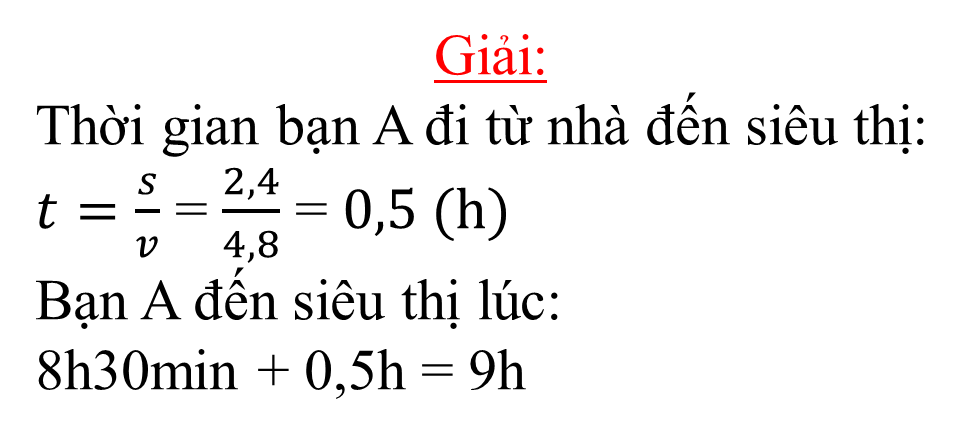 Giải:
Thời gian bạn A đi từ nhà đến siêu thị:
t = s/v = 2,4/4,8 = 0,5 (h)
Bạn A đến siêu thị lúc:
8h30min + 0,5h = 9h